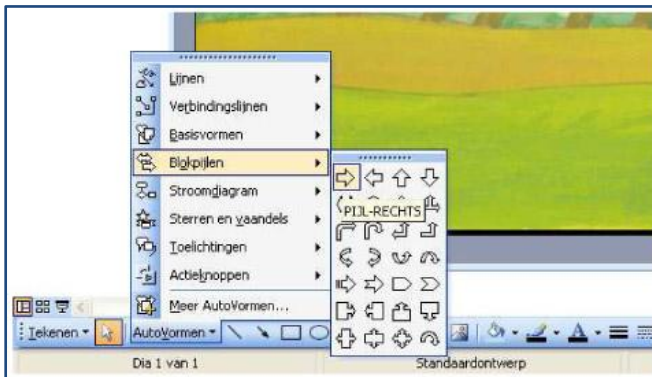 Lijnen
Verbindingslijnen
Basisvormen
Blokpijlen
Stroomdiagram
PIJL-RECHTS
Sterren en vaandels
Toelichtingen
Actieknoppen
Meer AutoVormen...
Tekenen
AutoVormen
A
Dia 1 van 1
Standaardontwerp